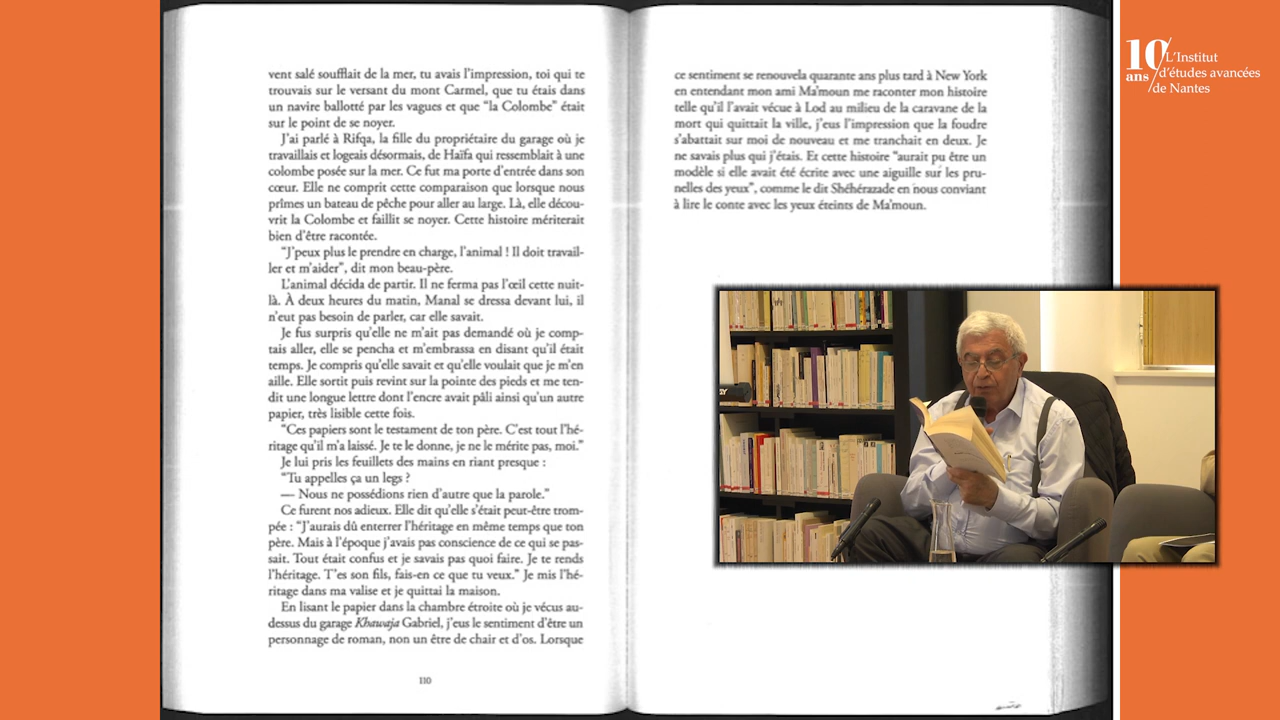 vent salé soufflait de la mer, tu avais l'impression, toi qui te
trouvais sur le versant du mont Carmel, que tu étais dans
un navire ballotté par les vagues et que “la Colombe” était
sur le point de se noyer.
J'ai parlé à Rifqa, la fille du propriétaire du garage où je
travaillais et logeais désormais, de Haïfa qui ressemblait à une
colombe posée sur la mer. Ce fut ma porte d'entrée dans son
cœur. Elle ne comprit cette comparaison que lorsque nous
prîmes un bateau de pêche pour aller au large. Là, elle décou-
vrit la Colombe et faillit se noyer. Cette histoire mériterait
bien d'être racontée.
“J'peux plus le prendre en charge, l'animal ! Il doit travail-
ler et m'aider”, dit mon beau-père.
L'animal décida de partir. Il ne ferma pas l'œil cette nuit-
là. À deux heures du matin, Manal se dressa devant lui, il
n'eut pas besoin de parler, car elle savait.
Je fus surpris qu'elle ne m'ait pas demandé où je comp-
tais aller, elle se pencha et m'embrassa en disant qu'il était
temps. Je compris qu'elle savait et qu'elle voulait que je m'en
aille. Elle sortit puis revint sur la pointe des pieds et me ten-
dit une longue lettre dont l'encre avait pâli ainsi qu'un autre
papier, très lisible cette fois.
“Ces papiers sont le testament de ton père. C'est tout l'hé-
ritage qu'il m'a laissé. Je te le donne, je ne le mérite pas, moi.”
Je lui pris les feuillets des mains en riant presque :
“Tu appelles ça un legs ?
— Nous ne possédions rien d'autre que la parole.”
Ce furent nos adieux. Elle dit qu'elle s'était peut-être trom-
pée : “J'aurais dû enterrer l'héritage en même temps que ton
père. Mais à l'époque j'avais pas conscience de ce qui se pas-
sait. Tout était confus et je savais pas quoi faire. Je te rends
l'héritage. T'es son fils, fais-en ce que tu veux.” Je mis l'hé-
ritage dans ma valise et je quittai la maison.
En lisant le papier dans la chambre étroite où je vécus au-
dessus du garage Khawaja Gabriel, j'eus le sentiment d'être un
personnage de roman, non un être de chair et d'os. Lorsque
110
ce sentiment se renouvela quarante ans plus tard à New York
en entendant mon ami Ma'moun me raconter mon histoire
telle qu'il l'avait vécue à Lod au milieu de la caravane de la
mort qui quittait la ville, j'eus l'impression que la foudre
s'abattait sur moi de nouveau et me tranchait en deux. Je
ne savais plus qui j'étais. Et cette histoire “aurait pu être un
modèle si elle avait été écrite avec une aiguille sur les pru-
nelles des yeux”, comme le dit Shéhérazade en nous conviant
à lire le conte avec les yeux éteints de Ma'moun.
10 ans
L'Institut
d'études avancées
de Nantes